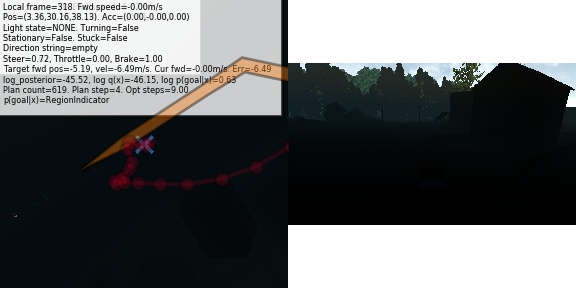 Local frame=318. Fwd speed=-0.00m/s
Pos=(3.36,30.16,38.13). Acc=(0.00,-0.00,0.00)
Light state=NONE. Turning=False
Stationary=False. Stuck=False
Direction string=empty
Steer=0.72, Throttle=0.00, Brake=1.00
Target fwd pos=-5.19, vel=-6.49m/s. Cur fwd=-0.00m/s. Err=-6.49
log_posterior=-45.52, log q(x)=-46.15, log p(goal|x)=0.63
Plan count=619. Plan step=4. Opt steps=9.00
p(goal|x)=RegionIndicator